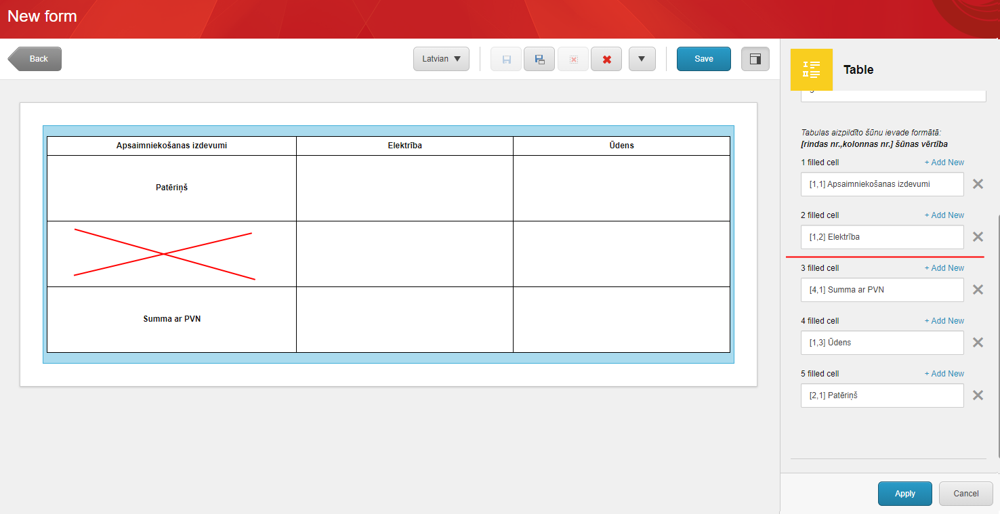 New form
Back
Latvian
Save
Table
Apsaimniekošanas izdevumi
Elektrība
Ūdens
Patēriņš
Summa ar PVN
Tabulas aizpildīto šūnu ievade formātā:
[rindas nr.,kolonnas nr.] šūnas vērtība
1 filled cell
+ Add New
[1,1] Apsaimniekošanas izdevumi
2 filled cell
+ Add New
[1,2] Elektrība
3 filled cell
+ Add New
[4,1] Summa ar PVN
4 filled cell
+ Add New
[1,3] Ūdens
5 filled cell
+ Add New
[2,1] Patēriņš
Apply
Cancel